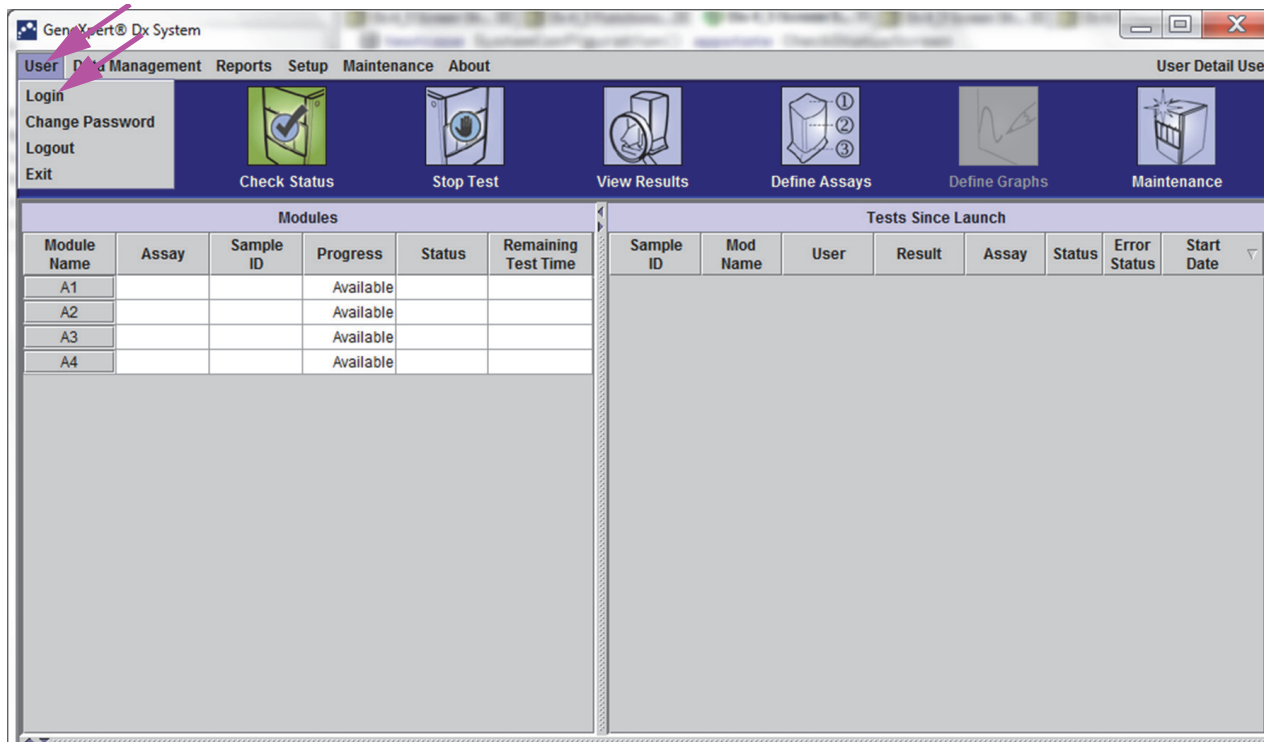 GeneXpert® Dx System
User Data Management Reports Setup Maintenance About User Detail Use
Login
Change Password
Logout
Exit
Check Status Stop Test View Results Define Assays Define Graphs Maintenance
①
②
③
Modules Tests Since Launch
Module Name Assay Sample ID Progress Status Remaining Test Time Sample ID Mod Name User Result Assay Status Error Status Start Date
A1 Available
A2 Available
A3 Available
A4 Available